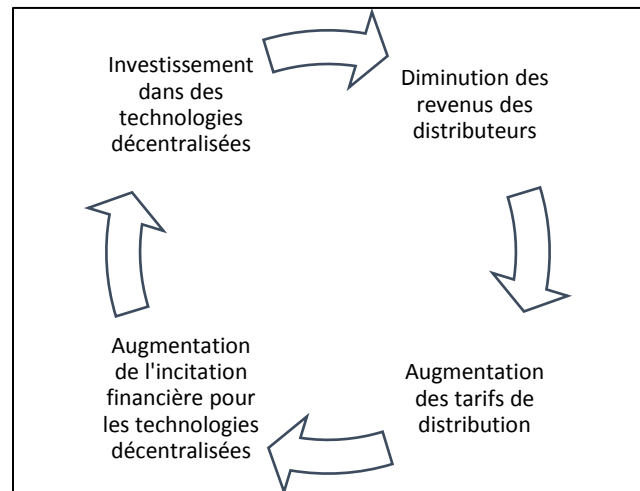 Investissement
dans des
technologies
décentralisées
Diminution des
revenus des
distributeurs
Augmentation
des tarifs de
distribution
Augmentation
de l'incitation
financière pour
les technologies
décentralisées